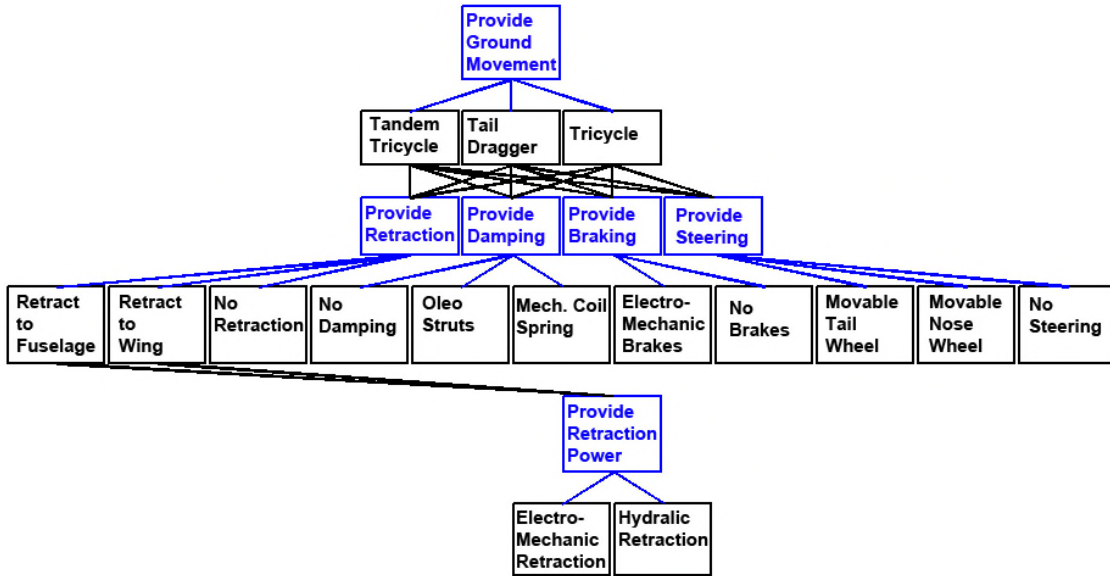 Provide
Ground
Movement
Tandem
Tricycle
Tail
Dragger
Tricycle
Provide
Retraction
Provide
Damping
Provide
Braking
Provide
Steering
Retract
to
Fuselage
Retract
to
Wing
No
Retraction
No
Damping
Oleo
Struts
Mech. Coil
Spring
Electro-
Mechanic
Brakes
No
Brakes
Movable
Tail
Wheel
Movable
Nose
Wheel
No
Steering
Provide
Retraction
Power
Electro-
Mechanic
Retraction
Hydralic
Retraction